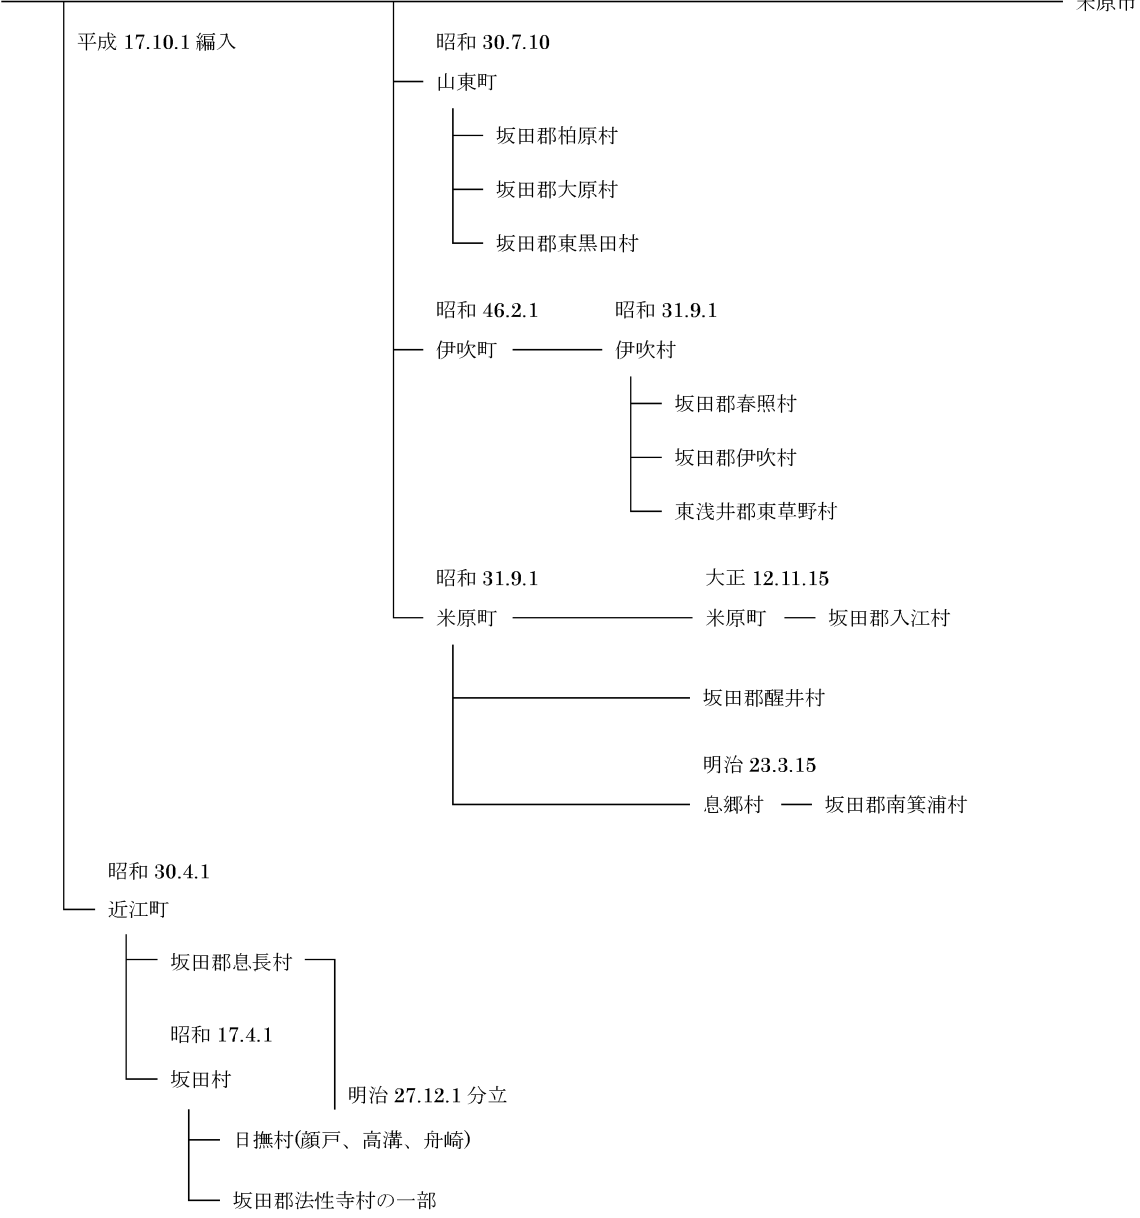 米原市
平成 17.10.1 編入
昭和 30.7.10
山東町
坂田郡柏原村
坂田郡大原村
坂田郡東黒田村
昭和 46.2.1
昭和 31.9.1
伊吹町
伊吹村
坂田郡春照村
坂田郡伊吹村
東浅井郡東草野村
昭和 31.9.1
大正 12.11.15
米原町
米原町
坂田郡入江村
坂田郡醒井村
明治 23.3.15
息郷村
坂田郡南箕浦村
昭和 30.4.1
近江町
坂田郡息長村
昭和 17.4.1
坂田村
明治 27.12.1 分立
日撫村(顔戸、高溝、舟崎)
坂田郡法性寺村の一部